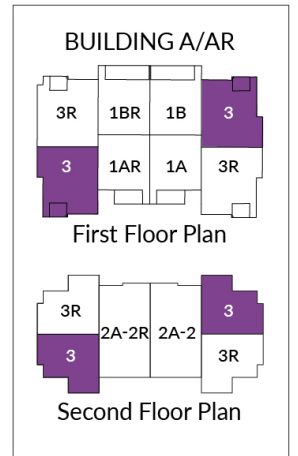 BUILDING A/AR
3R 1BR 1B 3
3 1AR 1A 3R
First Floor Plan
3R 2A-2R 2A-2 3
3 3R
Second Floor Plan